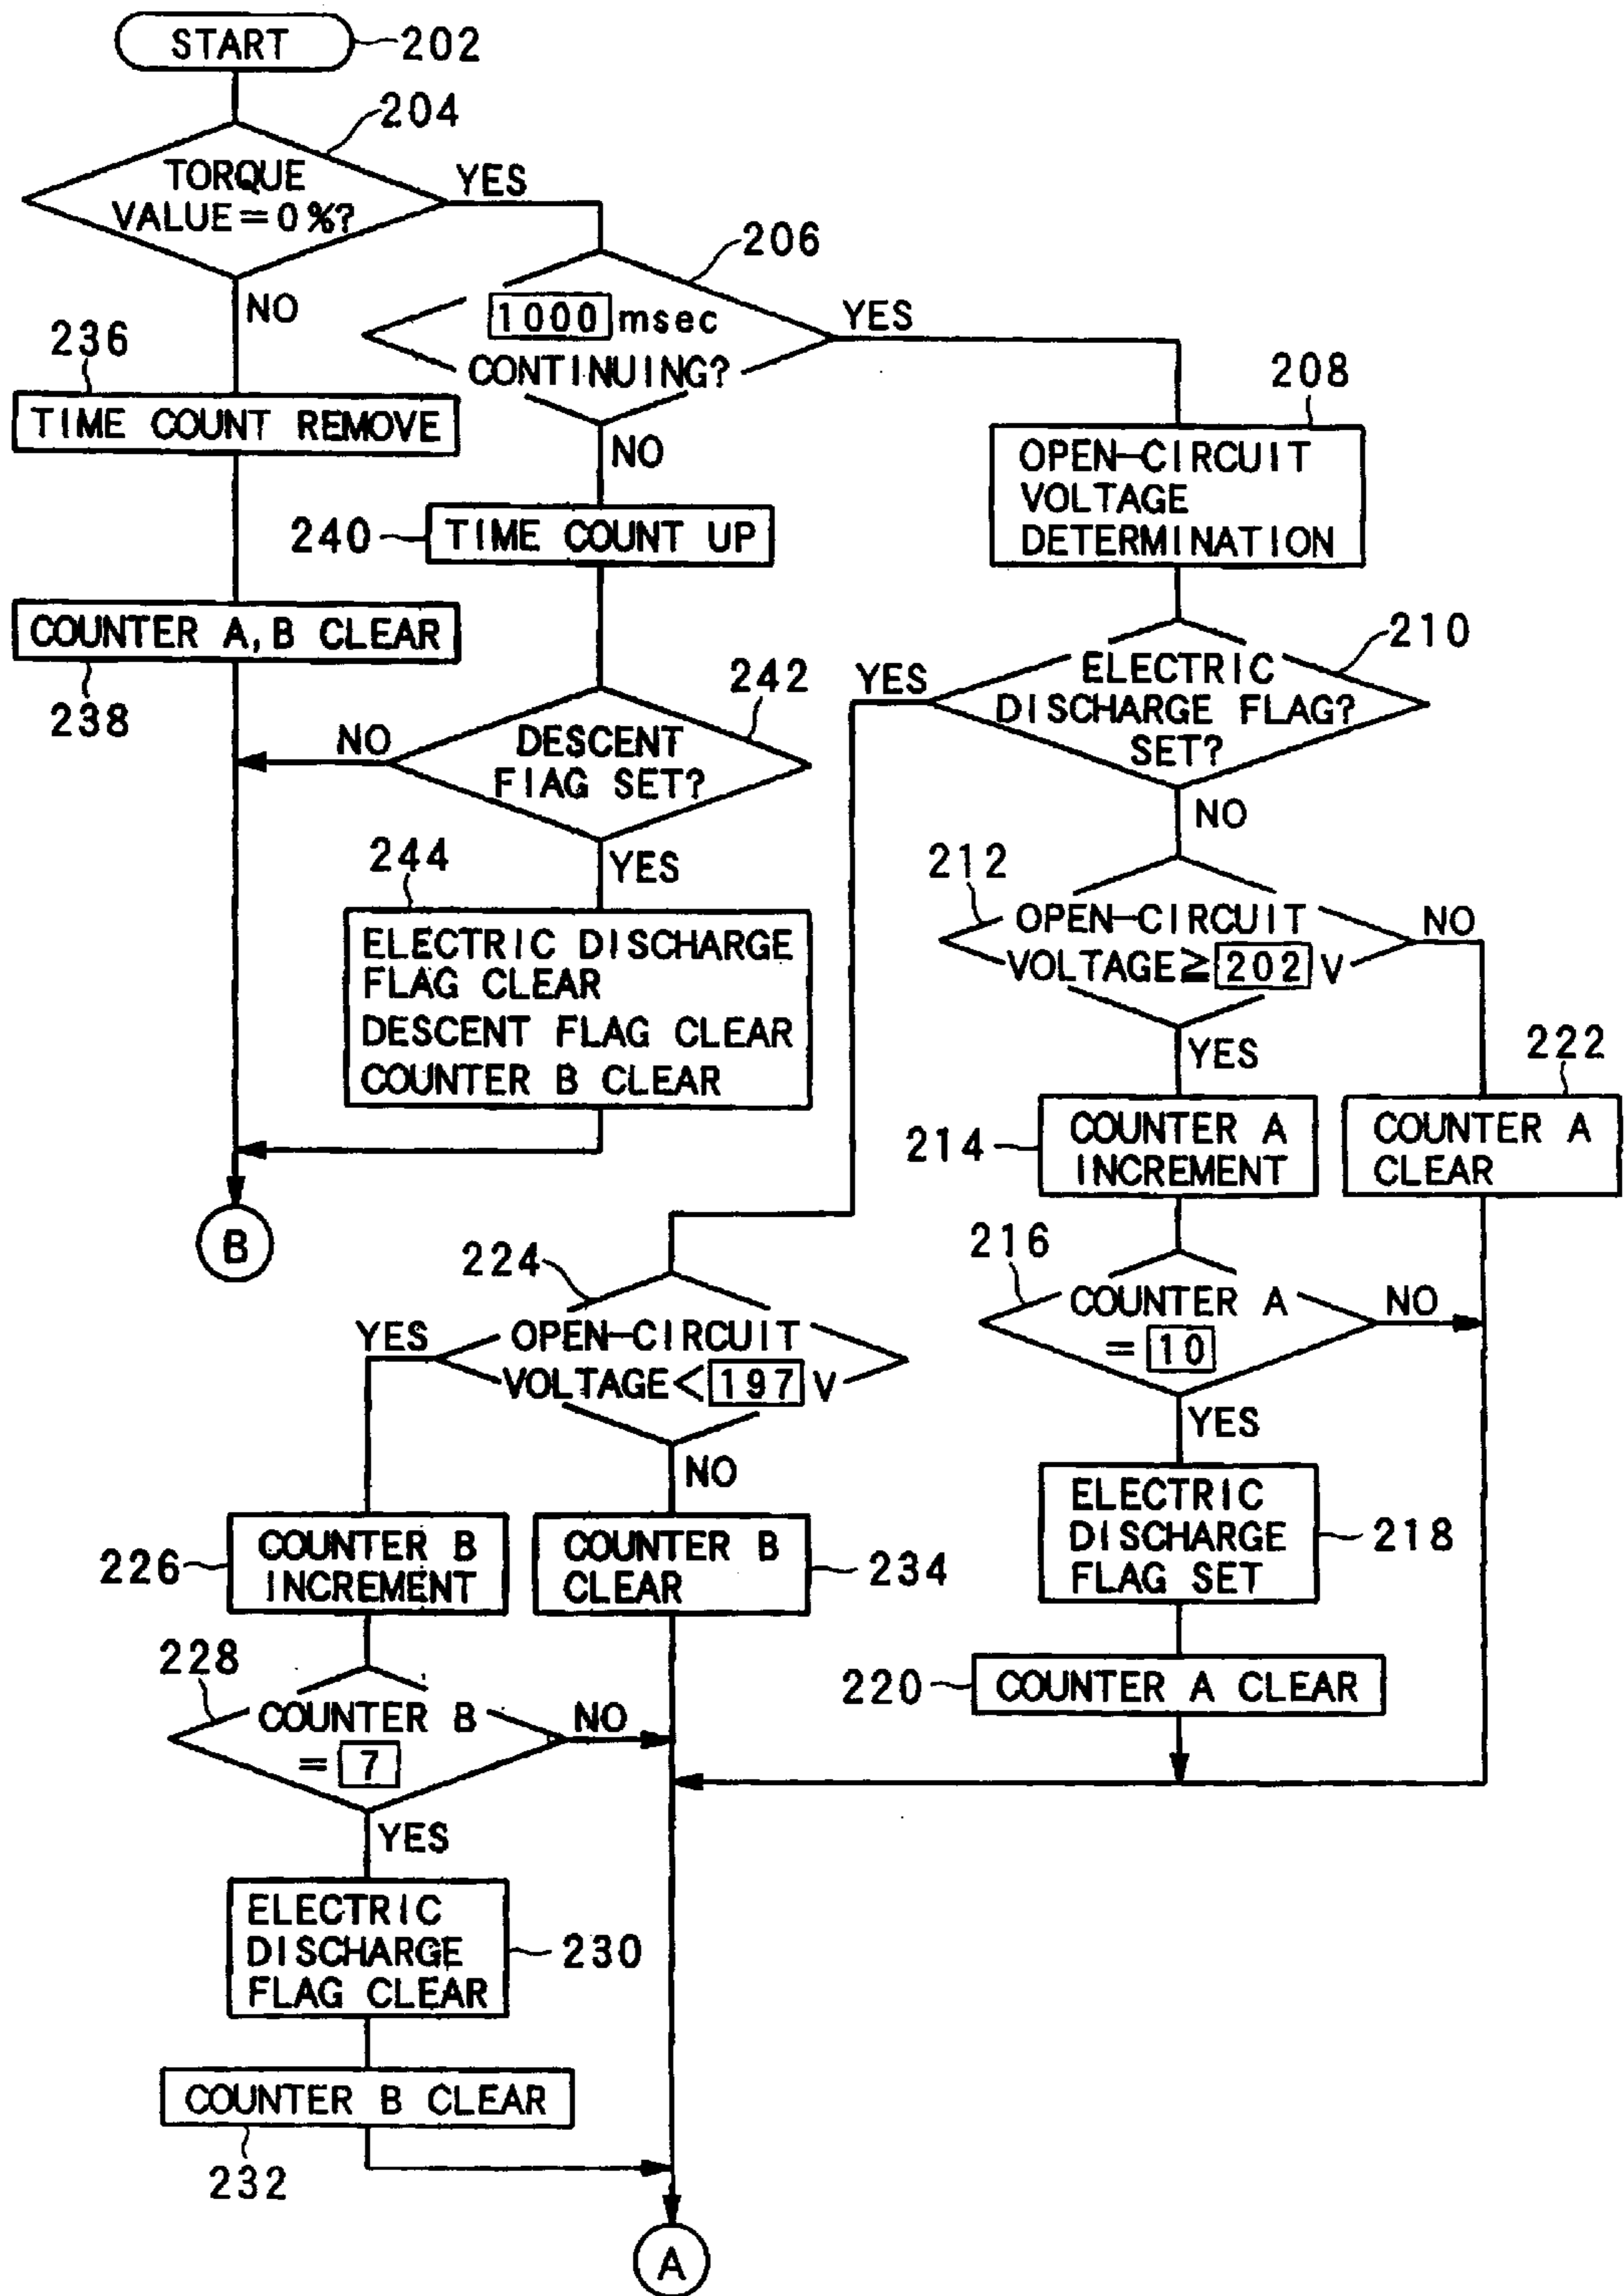 START
202
204
TORQUE
VALUE=0%?
YES
NO
206
1000 msec
CONTINUING?
YES
NO
236
TIME COUNT REMOVE
208
OPEN-CIRCUIT
VOLTAGE
DETERMINATION
240
TIME COUNT UP
COUNTER A, B CLEAR
238
210
ELECTRIC
DISCHARGE FLAG?
SET?
YES
NO
242
DESCENT
FIAG SET?
NO
YES
244
ELECTRIC DISCHARGE
FLAG CLEAR
DESCENT FLAG CLEAR
COUNTER B CLEAR
B
212
OPEN-CIRCUIT
VOLTAGE≧202 V
NO
YES
222
COUNTER A
CLEAR
214
COUNTER A
INCREMENT
216
COUNTER A
=10
NO
YES
224
OPEN-CIRCUIT
VOLTAGE<197 V
YES
NO
ELECTRIC
DISCHARGE
FLAG SET
218
226
COUNTER B
INCREMENT
COUNTER B
CLEAR
234
220
COUNTER A CLEAR
228
COUNTER B
=7
NO
YES
ELECTRIC
DISCHARGE
FLAG CLEAR
230
COUNTER B CLEAR
232
A